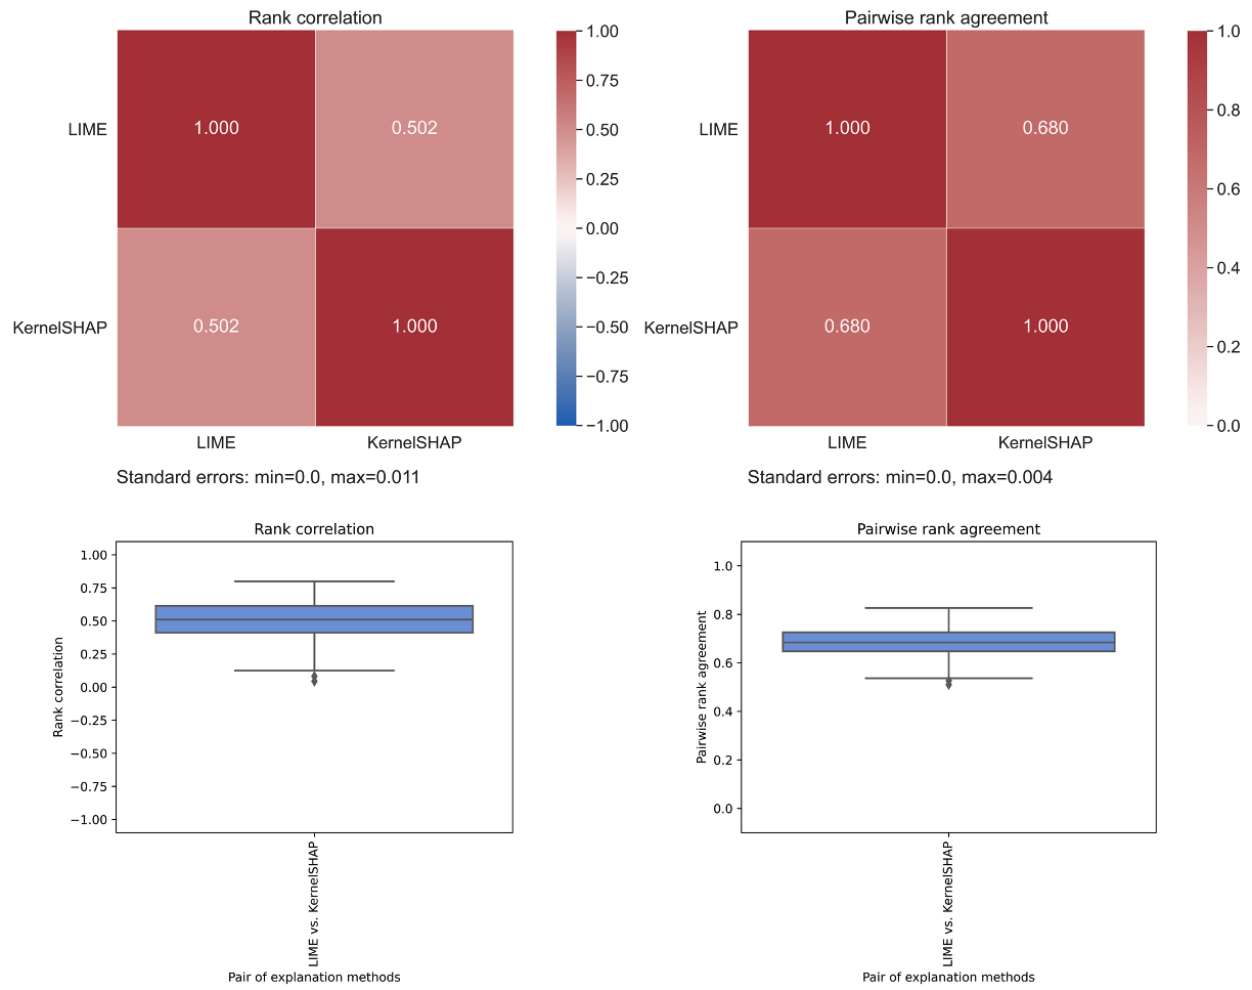 Rank correlation
LIME
KernelSHAP
1.000
0.502
0.502
1.000
LIME
KernelSHAP
1.00
0.75
0.50
0.25
0.00
−0.25
−0.50
−0.75
−1.00
Standard errors: min=0.0, max=0.011
Pairwise rank agreement
LIME
KernelSHAP
1.000
0.680
0.680
1.000
LIME
KernelSHAP
1.0
0.8
0.6
0.4
0.2
0.0
Standard errors: min=0.0, max=0.004
Rank correlation
Rank correlation
1.00
0.75
0.50
0.25
0.00
−0.25
−0.50
−0.75
−1.00
LIME vs. KernelSHAP
Pair of explanation methods
Pairwise rank agreement
Pairwise rank agreement
1.0
0.8
0.6
0.4
0.2
0.0
LIME vs. KernelSHAP
Pair of explanation methods